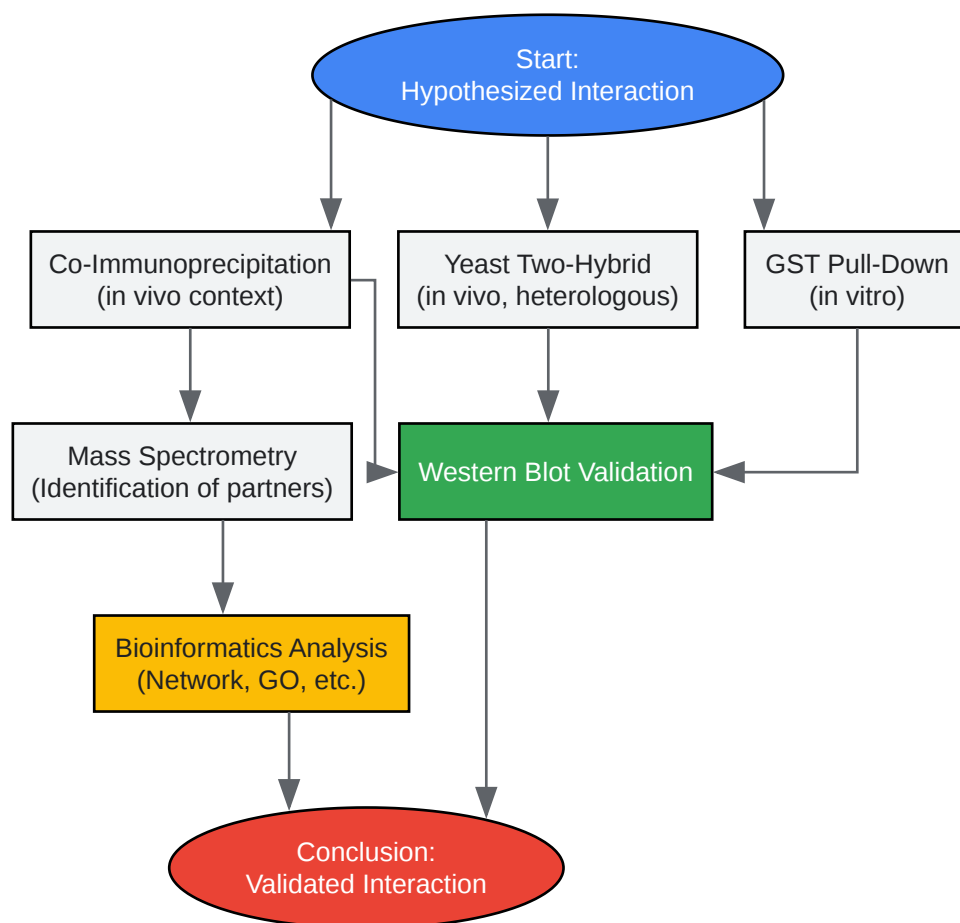 Start:
Hypothesized Interaction
Co-Immunoprecipitation
(in vivo context)
Yeast Two-Hybrid
(in vivo, heterologous)
GST Pull-Down
(in vitro)
Mass Spectrometry
(Identification of partners)
Western Blot Validation
Bioinformatics Analysis
(Network, GO, etc.)
Conclusion:
Validated Interaction